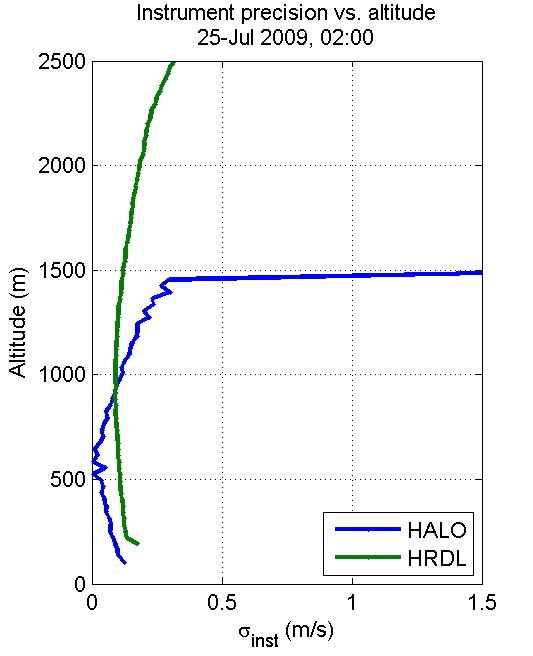 Instrument precision vs. altitude
25-Jul 2009, 02:00
2500
2000
1500
1000
500
0
Altitude (m)
0
0.5
1
1.5
σinst (m/s)
HALO
HRDL